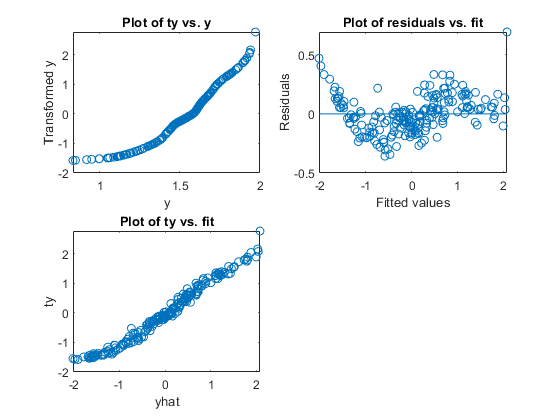 Plot of ty vs. y
Transformed y
2
1
0
-1
-2
1
1.5
2
y
Plot of residuals vs. fit
Residuals
0.5
0
-0.5
-2
-1
0
1
2
Fitted values
Plot of ty vs. fit
ty
2
1
0
-1
-2
-2
-1
0
1
2
yhat